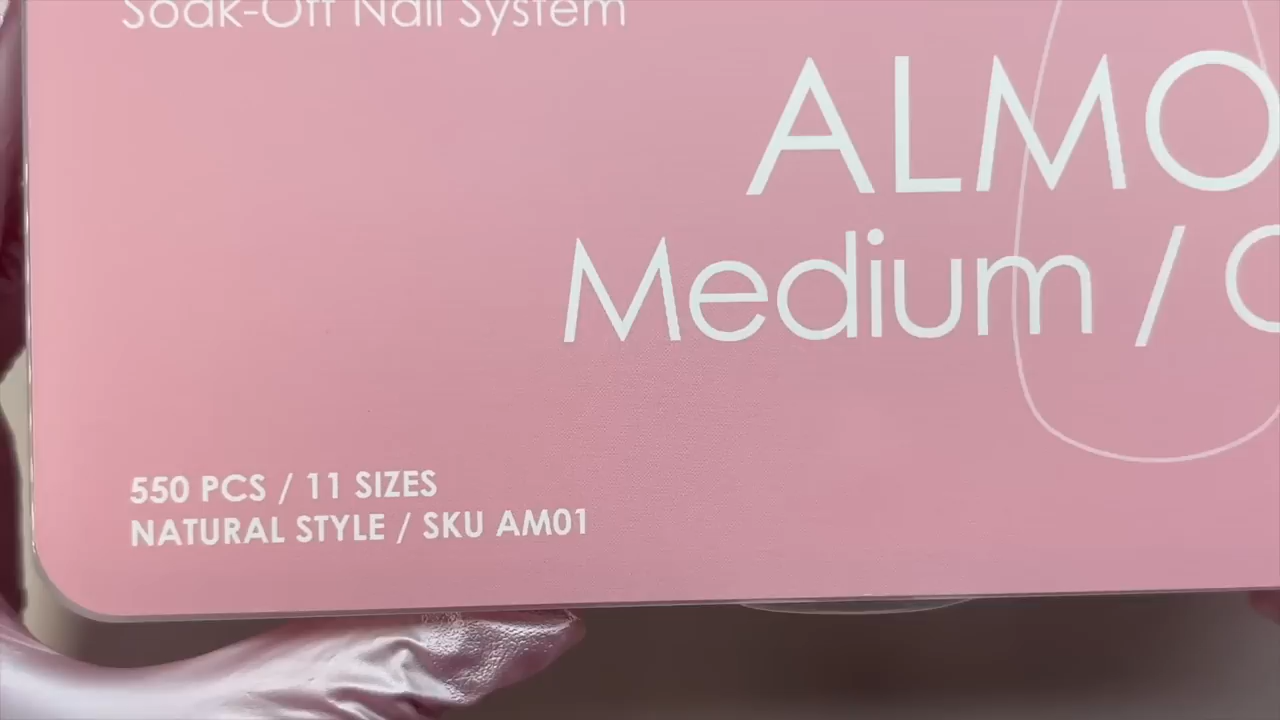 Soak-Off Nail System
ALMO
Medium /
550 PCS / 11 SIZES
NATURAL STYLE / SKU AM01